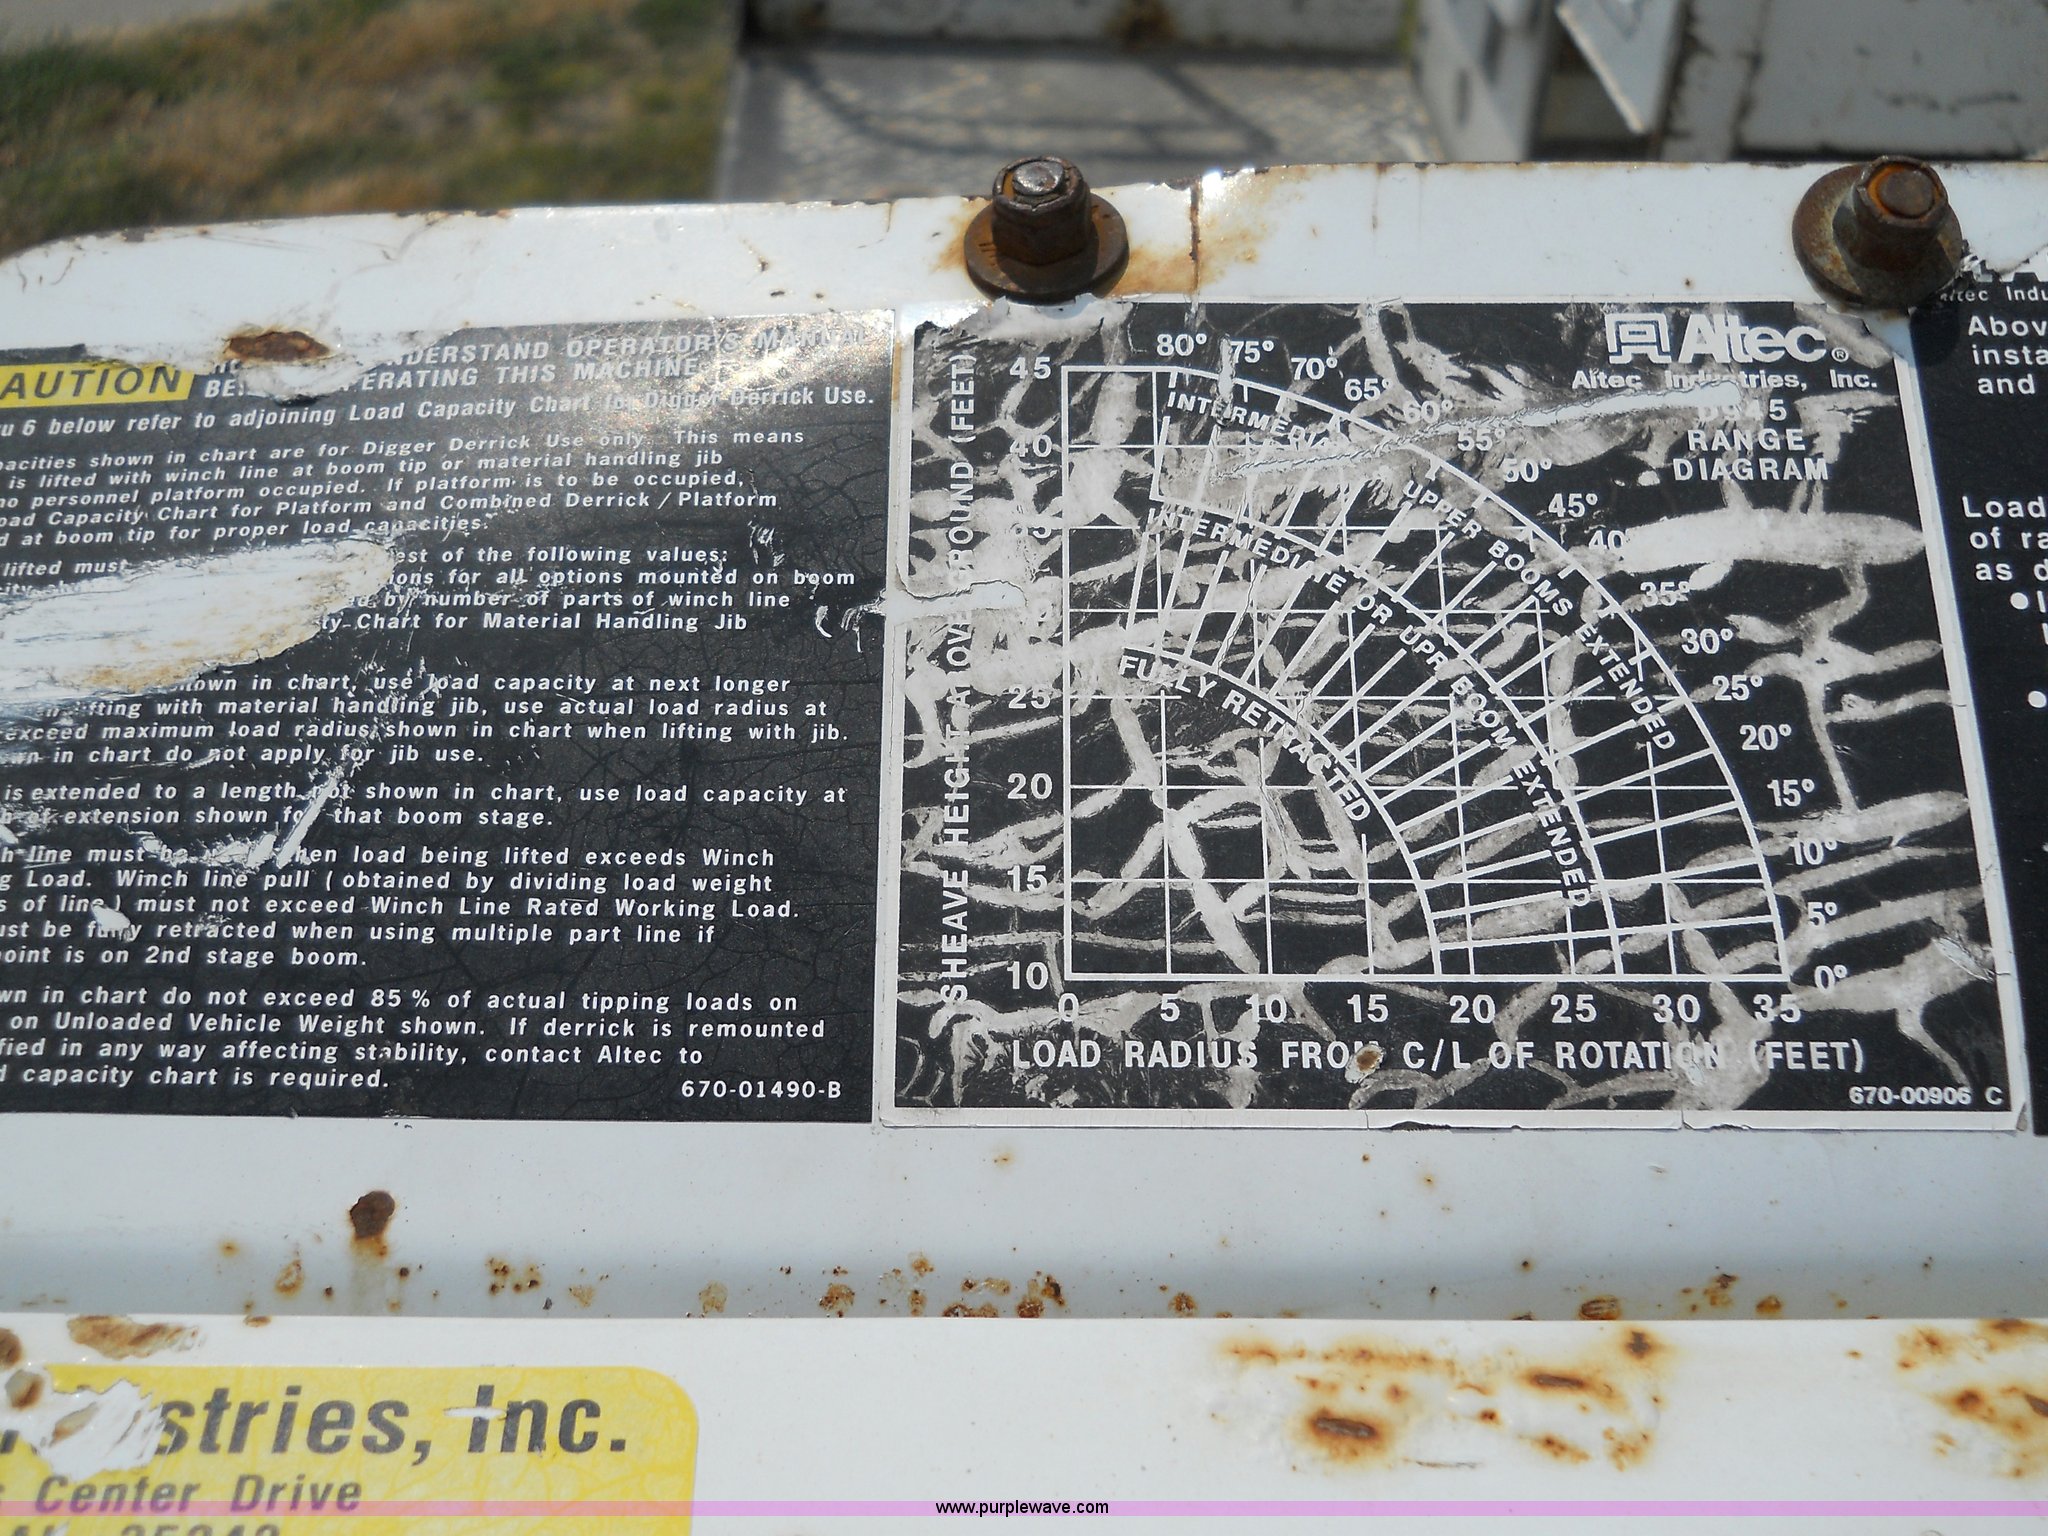 AUTION
NDERSTAND OPERATOR'S MANUAL
ERATING THIS MACHINE
u 6 below refer to adjoining Load Capacity Chart for Digger Derrick Use.
pacities shown in chart are for Digger Derrick Use only. This means
is lifted with winch line at boom tip or material handling jib
no personnel platform occupied. If platform is to be occupied,
oad Capacity Chart for Platform and Combined Derrick / Platform
d at boom tip for proper load capacities.
lifted must
est of the following values:
ions for all options mounted on boom
ed by number of parts of winch line
ty Chart for Material Handling Jib
hown in chart, use load capacity at next longer
fting with material handling jib, use actual load radius at
exceed maximum load radius shown in chart when lifting with jib.
wn in chart do not apply for jib use.
is extended to a length not shown in chart, use load capacity at
h of extension shown for that boom stage.
h line must be hen load being lifted exceeds Winch
g Load. Winch line pull (obtained by dividing load weight
s of line) must not exceed Winch Line Rated Working Load.
ust be fully retracted when using multiple part line if
point is on 2nd stage boom.
wn in chart do not exceed 85% of actual tipping loads on
on Unloaded Vehicle Weight shown. If derrick is remounted
fied in any way affecting stability, contact Altec to
d capacity chart is required.
670-01490-B
Altec®
Altec Industries, Inc.
RANGE
DIAGRAM
SHEAVE HEIGHT ABOVE GROUND (FEET)
45
40
25
20
15
10
80°
75°
70°
65°
60°
55°
50°
45°
40
35°
30°
25°
20°
15°
10°
5°
0°
INTERMEDIA
UPPER BOOMS EXTENDED
INTERMEDIATE OR UPR BOOM EXTENDED
FULLY RETRACTED
0 5 10 15 20 25 30 35
LOAD RADIUS FROM C/L OF ROTATION (FEET)
670-00906 C
ltec Indu
Abov
insta
and
Load
of ra
as d
stries, Inc.
Center Drive
www.purplewave.com